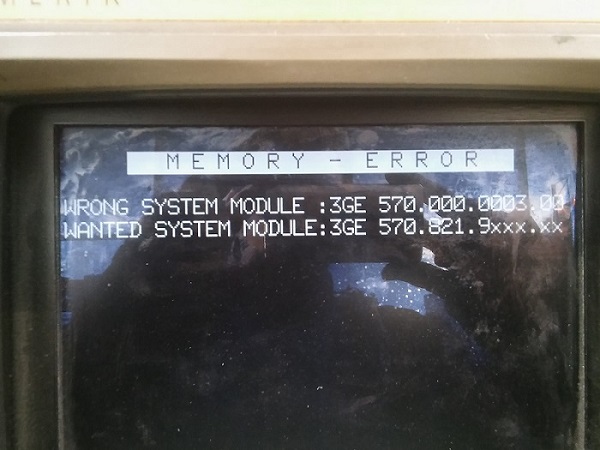 MEMORY - ERROR
WRONG SYSTEM MODULE :3GE 570.000.0003.00
WANTED SYSTEM MODULE:3GE 570.821.9xxx.xx